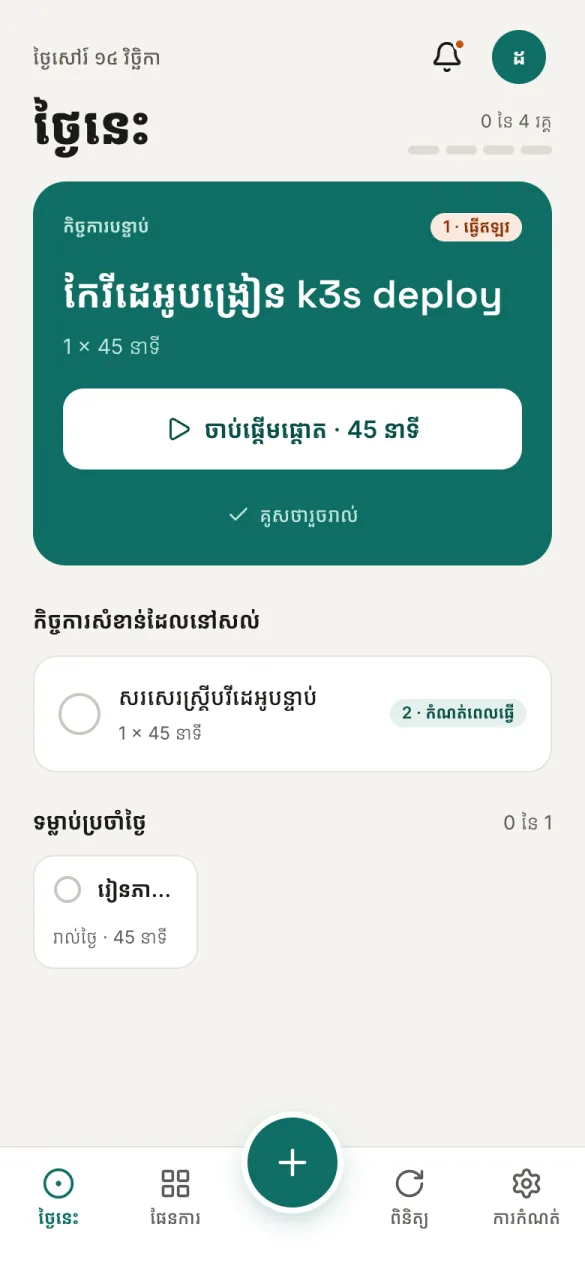 ថ្ងៃសៅរ៍ ១៤ វិច្ឆិកា
ដ
ថ្ងៃនេះ
0 នៃ 4 វគ្គ
កិច្ចការបន្ទាប់
1 · ធ្វើឥឡូវ
កែវីដេអូបង្រៀន k3s deploy
1 × 45 នាទី
ចាប់ផ្តើមផ្តោត · 45 នាទី
គូសថារួចរាល់
កិច្ចការសំខាន់ដែលនៅសល់
សរសេរស្គ្រីបវីដេអូបន្ទាប់
2 · កំណត់ពេលធ្វើ
1 × 45 នាទី
ទម្លាប់ប្រចាំថ្ងៃ
0 នៃ 1
រៀនភា...
រាល់ថ្ងៃ · 45 នាទី
ថ្ងៃនេះ
ផែនការ
ពិនិត្យ
ការកំណត់